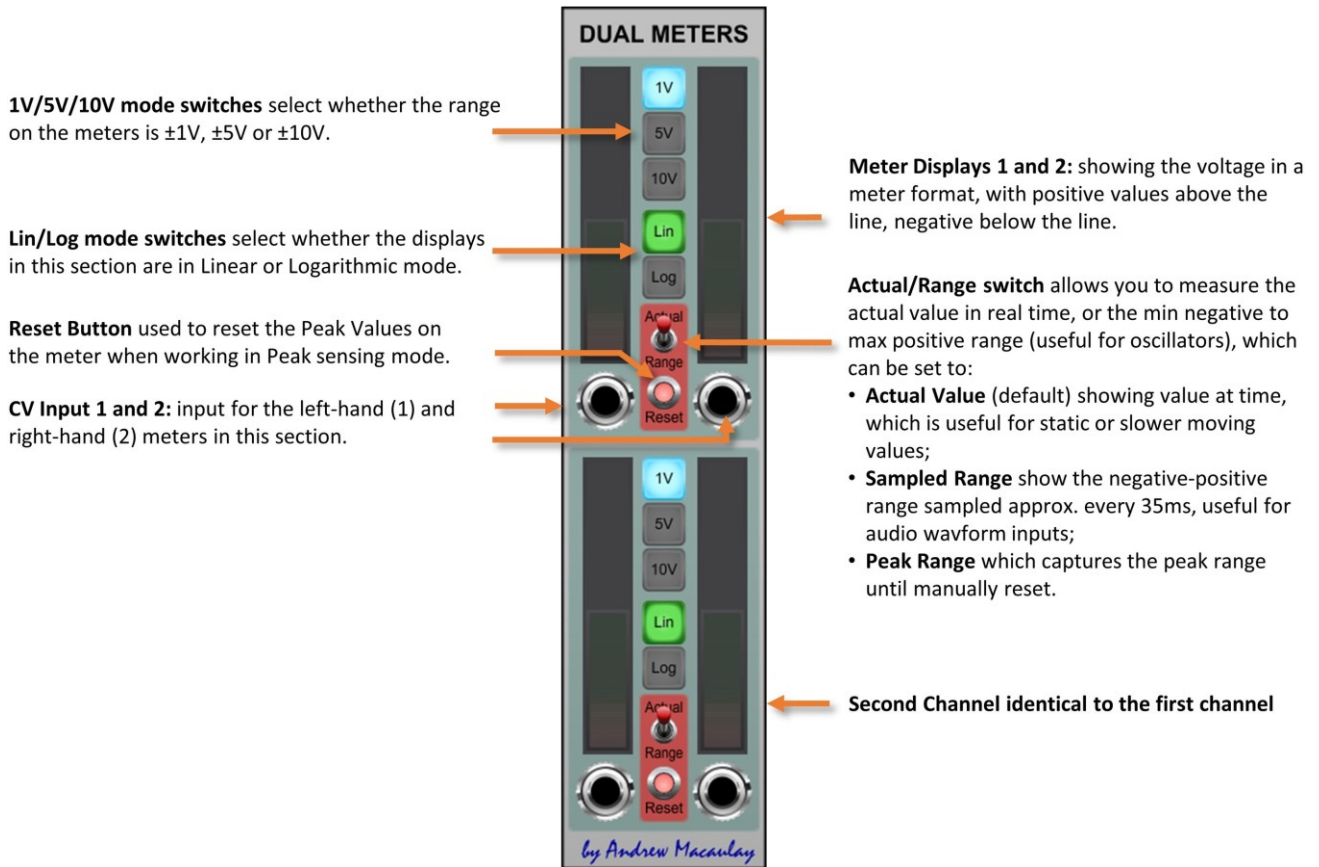 DUAL METERS
1V/5V/10V mode switches select whether the range
on the meters is ±1V, ±5V or ±10V.
Lin/Log mode switches select whether the displays
in this section are in Linear or Logarithmic mode.
Reset Button used to reset the Peak Values on
the meter when working in Peak sensing mode.
CV Input 1 and 2: input for the left-hand (1) and
right-hand (2) meters in this section.
1V
5V
10V
Lin
Log
Actual
Range
Reset
1V
5V
10V
Lin
Log
Actual
Range
Reset
by Andrew Macaulay
Meter Displays 1 and 2: showing the voltage in a
meter format, with positive values above the
line, negative below the line.
Actual/Range switch allows you to measure the
actual value in real time, or the min negative to
max positive range (useful for oscillators), which
can be set to:
• Actual Value (default) showing value at time,
which is useful for static or slower moving
values;
• Sampled Range show the negative-positive
range sampled approx. every 35ms, useful for
audio wavform inputs;
• Peak Range which captures the peak range
until manually reset.
Second Channel identical to the first channel